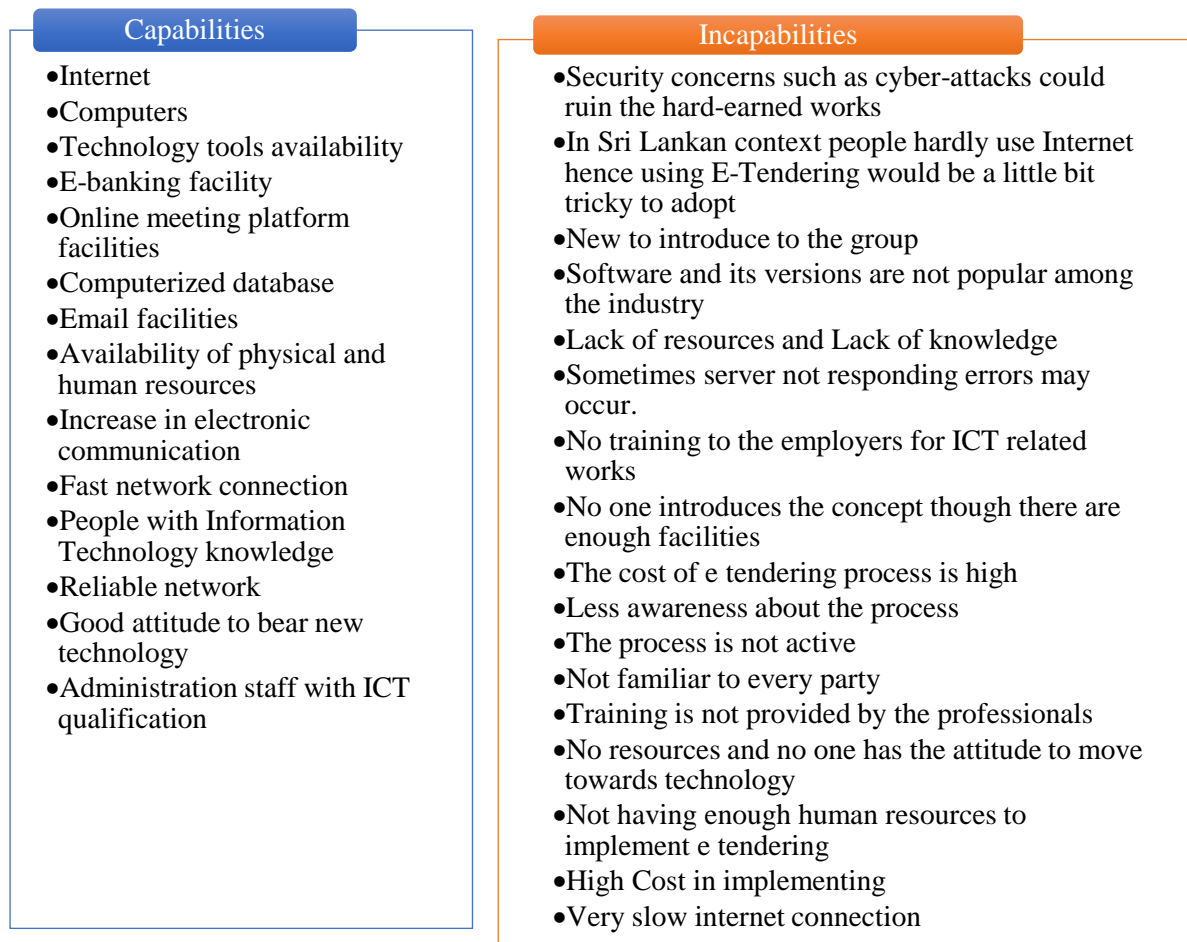 Capabilities
•Internet
•Computers
•Technology tools availability
•E-banking facility
•Online meeting platform
facilities
•Computerized database
•Email facilities
•Availability of physical and
human resources
•Increase in electronic
communication
•Fast network connection
•People with Information
Technology knowledge
•Reliable network
•Good attitude to bear new
technology
•Administration staff with ICT
qualification
Incapabilities
•Security concerns such as cyber-attacks could
ruin the hard-earned works
•In Sri Lankan context people hardly use Internet
hence using E-Tendering would be a little bit
tricky to adopt
•New to introduce to the group
•Software and its versions are not popular among
the industry
•Lack of resources and Lack of knowledge
•Sometimes server not responding errors may
occur.
•No training to the employers for ICT related
works
•No one introduces the concept though there are
enough facilities
•The cost of e tendering process is high
•Less awareness about the process
•The process is not active
•Not familiar to every party
•Training is not provided by the professionals
•No resources and no one has the attitude to move
towards technology
•Not having enough human resources to
implement e tendering
•High Cost in implementing
•Very slow internet connection